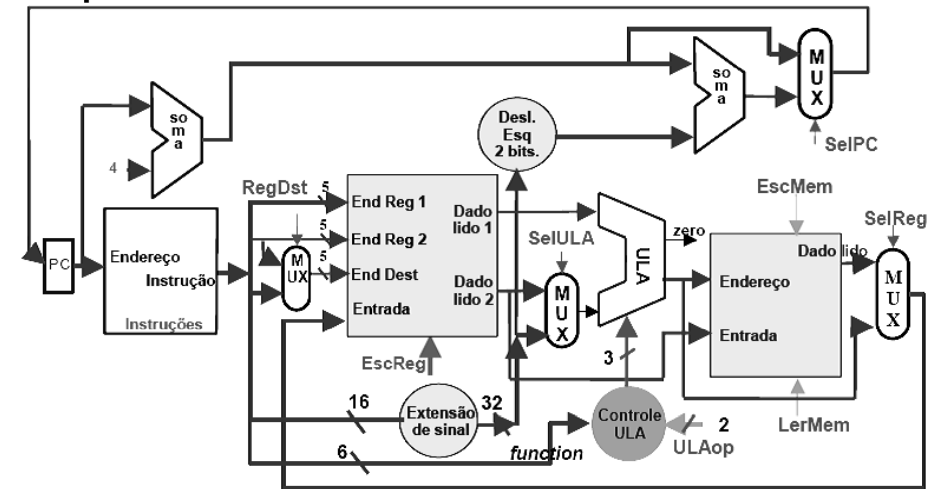 M
U
X
SelPC
so
m
a
so
m
a
4
Desl.
Esq
2 bits.
EscMem
SelReg
RegDst
5
End Reg 1
Dado
lido 1
5
End Reg 2
SelULA
zero
Dado lido
M
UX
5
End Dest
Dado
lido 2
M
U
X
ULA
Endereço
M
U
X
PC
Endereço
Instrução
Instruções
Entrada
Entrada
EscReg
3
16
Extensão
de sinal
32
Controle
ULA
2
ULAop
LerMem
6
function